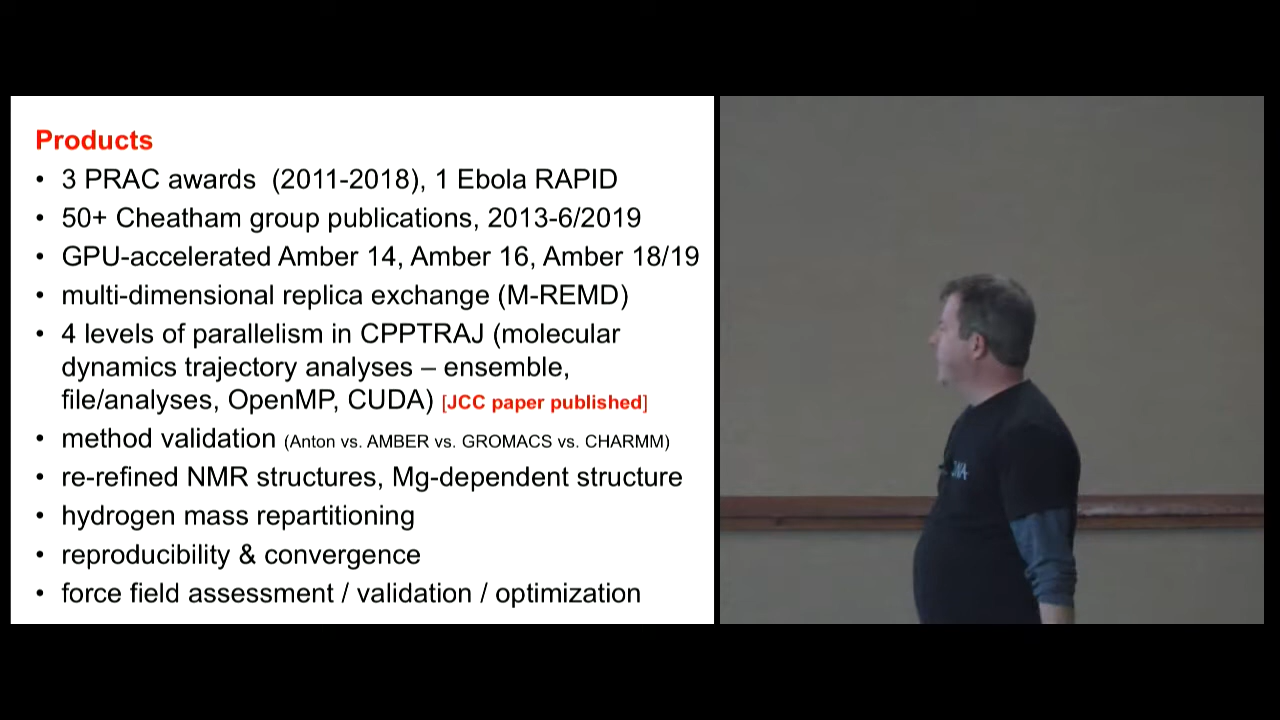 Products
• 3 PRAC awards (2011-2018), 1 Ebola RAPID
• 50+ Cheatham group publications, 2013-6/2019
• GPU-accelerated Amber 14, Amber 16, Amber 18/19
• multi-dimensional replica exchange (M-REMD)
• 4 levels of parallelism in CPPTRAJ (molecular
dynamics trajectory analyses – ensemble,
file/analyses, OpenMP, CUDA) [JCC paper published]
• method validation (Anton vs. AMBER vs. GROMACS vs. CHARMM)
• re-refined NMR structures, Mg-dependent structure
• hydrogen mass repartitioning
• reproducibility & convergence
• force field assessment / validation / optimization